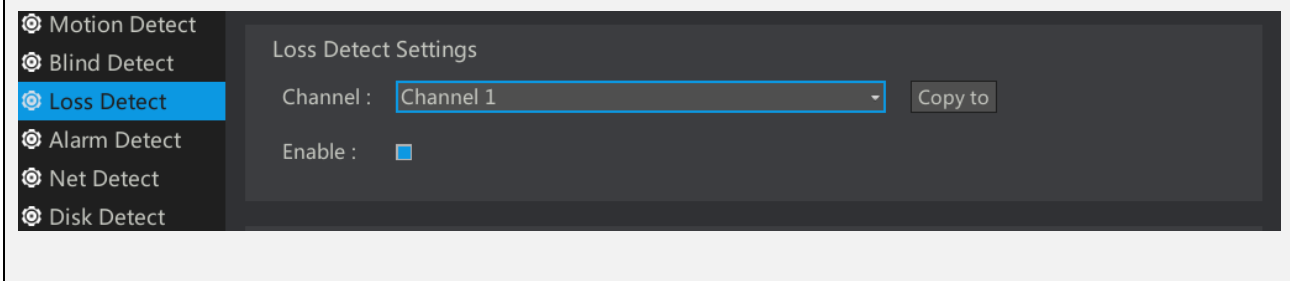 Motion Detect
Blind Detect
Loss Detect
Alarm Detect
Net Detect
Disk Detect
Loss Detect Settings
Channel : Channel 1 Copy to
Enable :